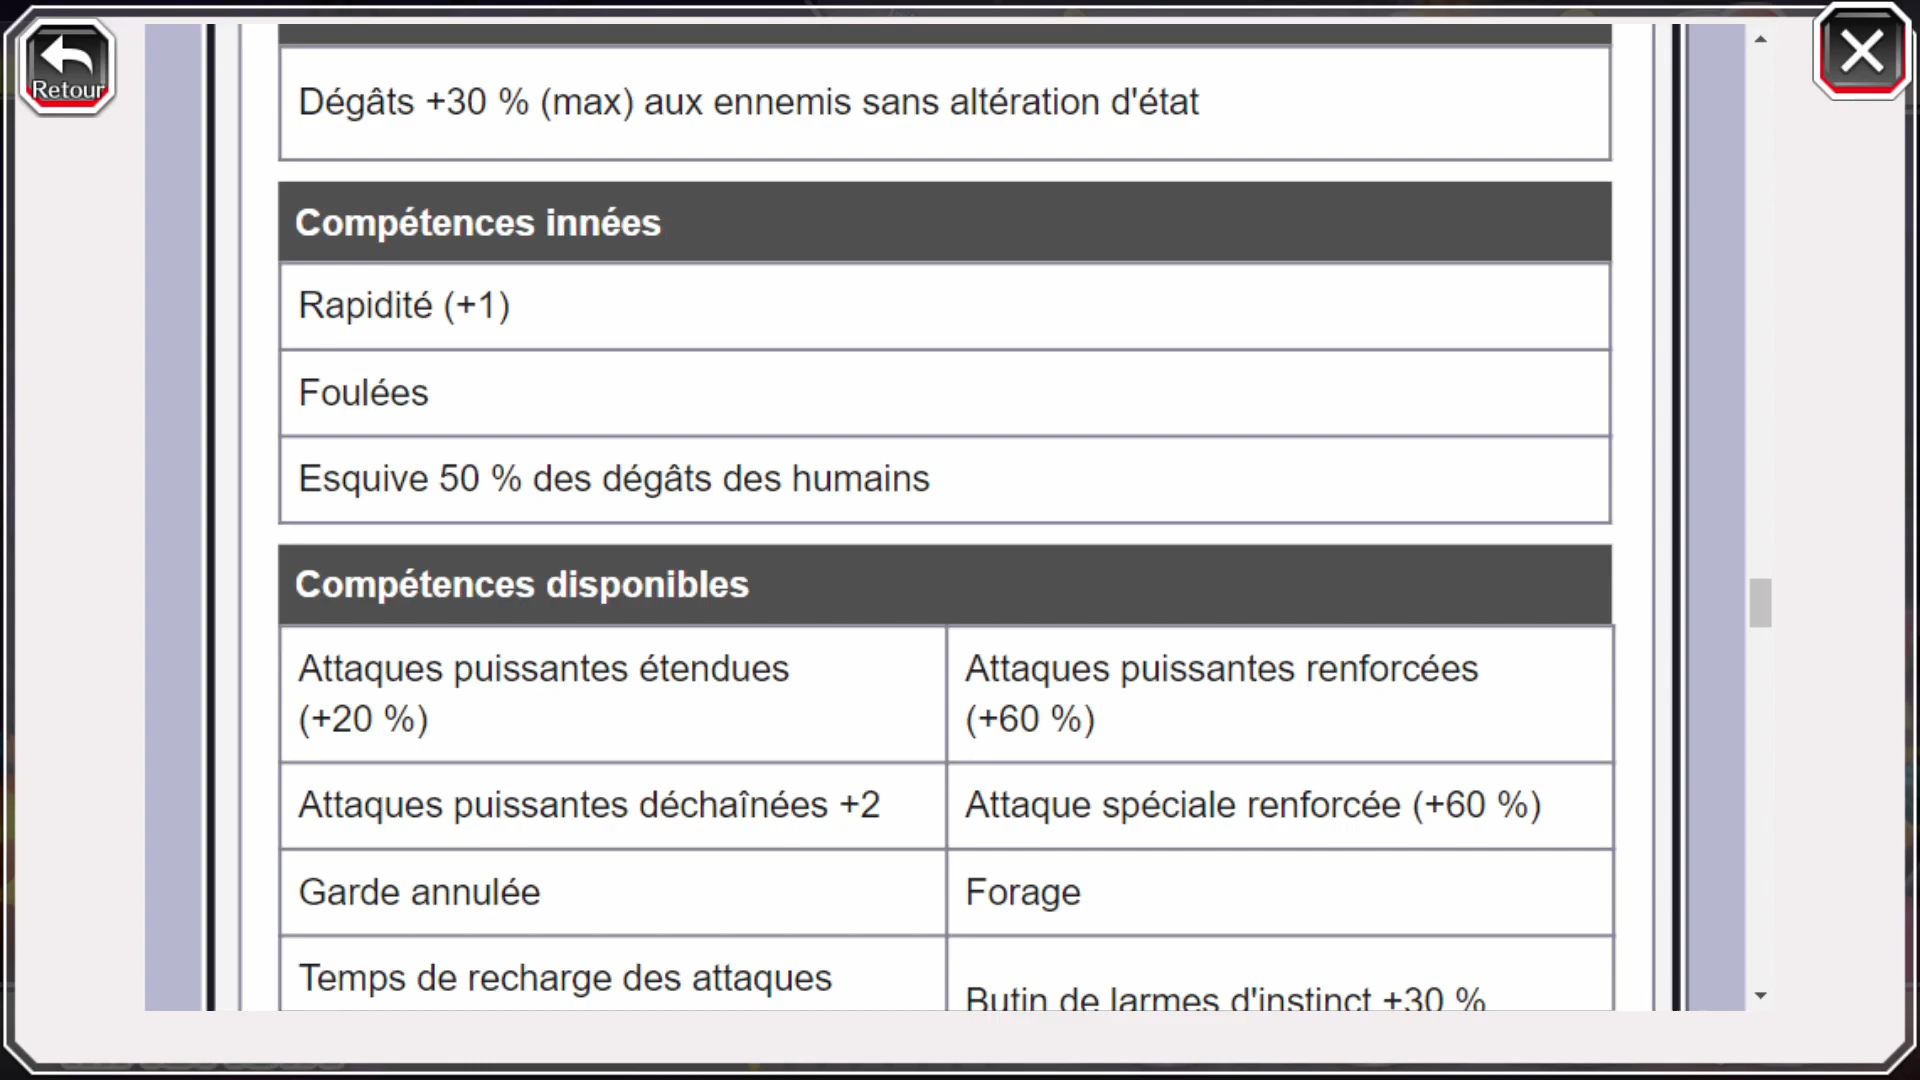 Retour
Dégâts +30 % (max) aux ennemis sans altération d'état
Compétences innées
Rapidité (+1)
Foulées
Esquive 50 % des dégâts des humains
Compétences disponibles
Attaques puissantes étendues
(+20 %)
Attaques puissantes renforcées
(+60 %)
Attaques puissantes déchaînées +2
Attaque spéciale renforcée (+60 %)
Garde annulée
Forage
Temps de recharge des attaques
Butin de larmes d'instinct +30 %